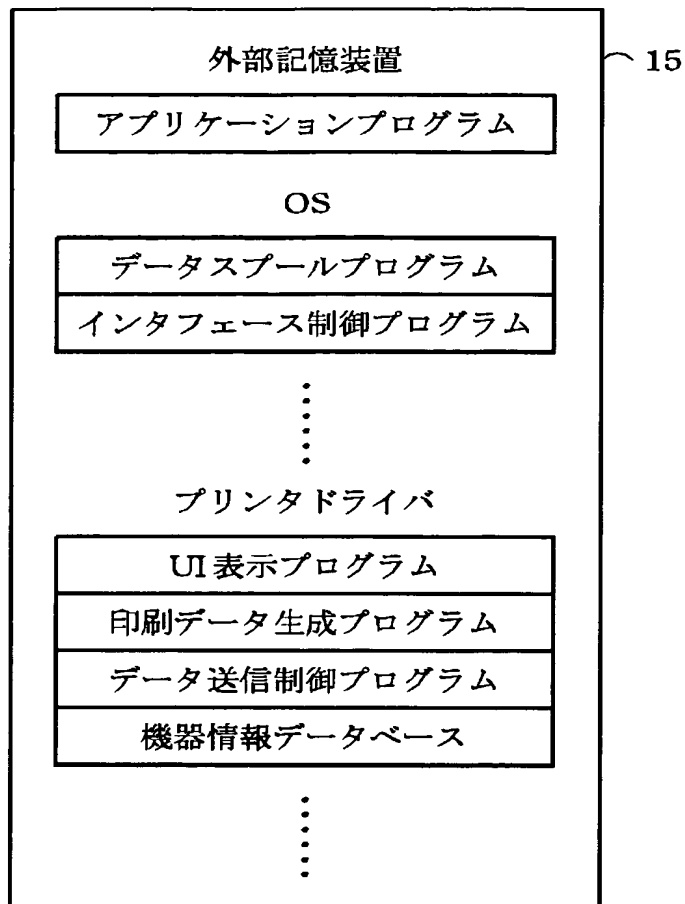 外部記憶装置
15
アプリケーションプログラム
OS
データスプールプログラム
インタフェース制御プログラム
プリンタドライバ
UI表示プログラム
印刷データ生成プログラム
データ送信制御プログラム
機器情報データベース